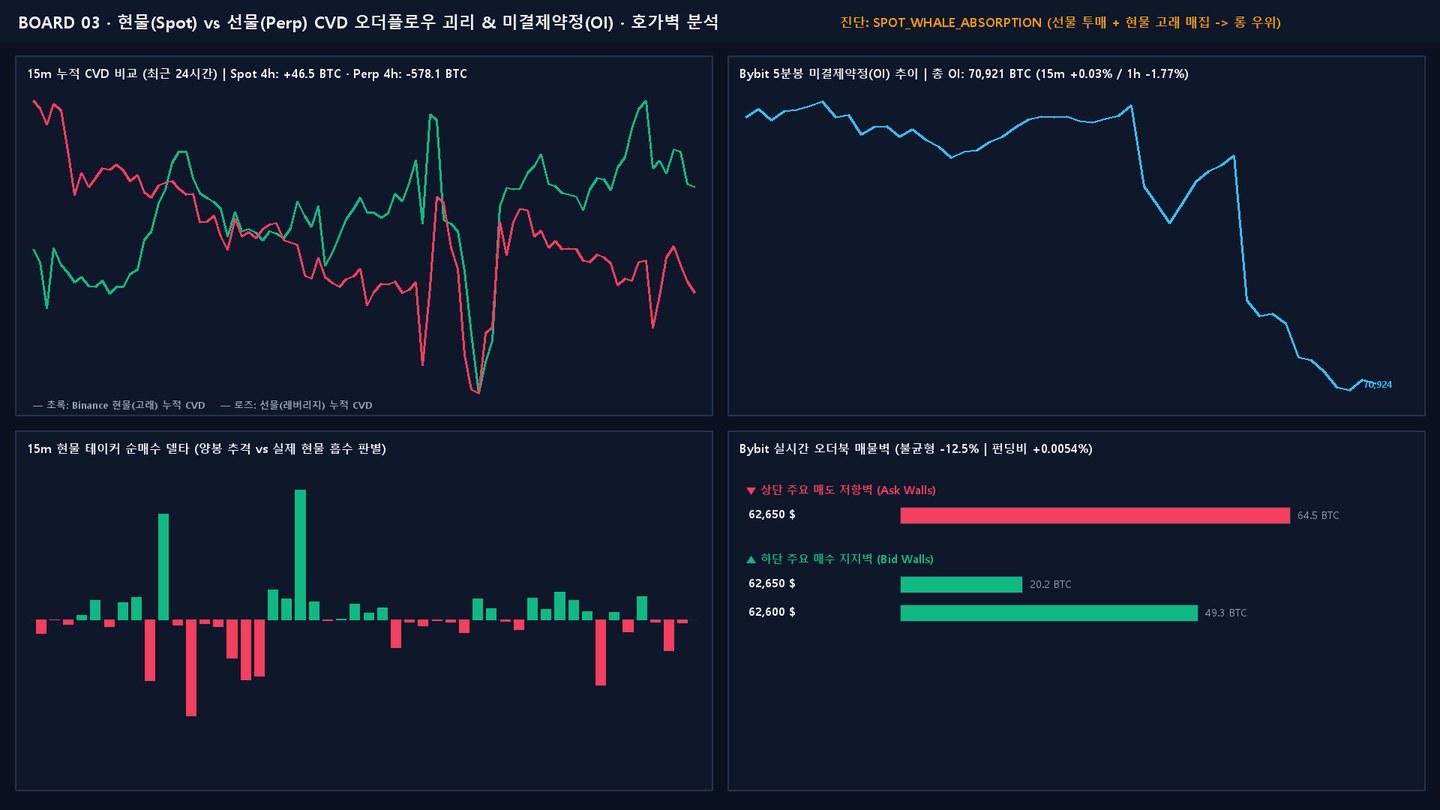 BOARD 03 · 현물(Spot) vs 선물(Perp) CVD 오더플로우 괴리 & 미결제약정(OI) · 호가벽 분석
진단: SPOT_WHALE_ABSORPTION (선물 투매 + 현물 고래 매집 -> 롱 우위)
15m 누적 CVD 비교 (최근 24시간) | Spot 4h: +46.5 BTC · Perp 4h: -578.1 BTC
— 초록: Binance 현물(고래) 누적 CVD — 로즈: 선물(레버리지) 누적 CVD
Bybit 5분봉 미결제약정(OI) 추이 | 총 OI: 70,921 BTC (15m +0.03% / 1h -1.77%)
70,924
15m 현물 테이커 순매수 델타 (양봉 추격 vs 실제 현물 흡수 판별)
Bybit 실시간 오더북 매물벽 (불균형 -12.5% | 펀딩비 +0.0054%)
▼ 상단 주요 매도 저항벽 (Ask Walls)
62,650 $ 64.5 BTC
▲ 하단 주요 매수 지지벽 (Bid Walls)
62,650 $ 20.2 BTC
62,600 $ 49.3 BTC